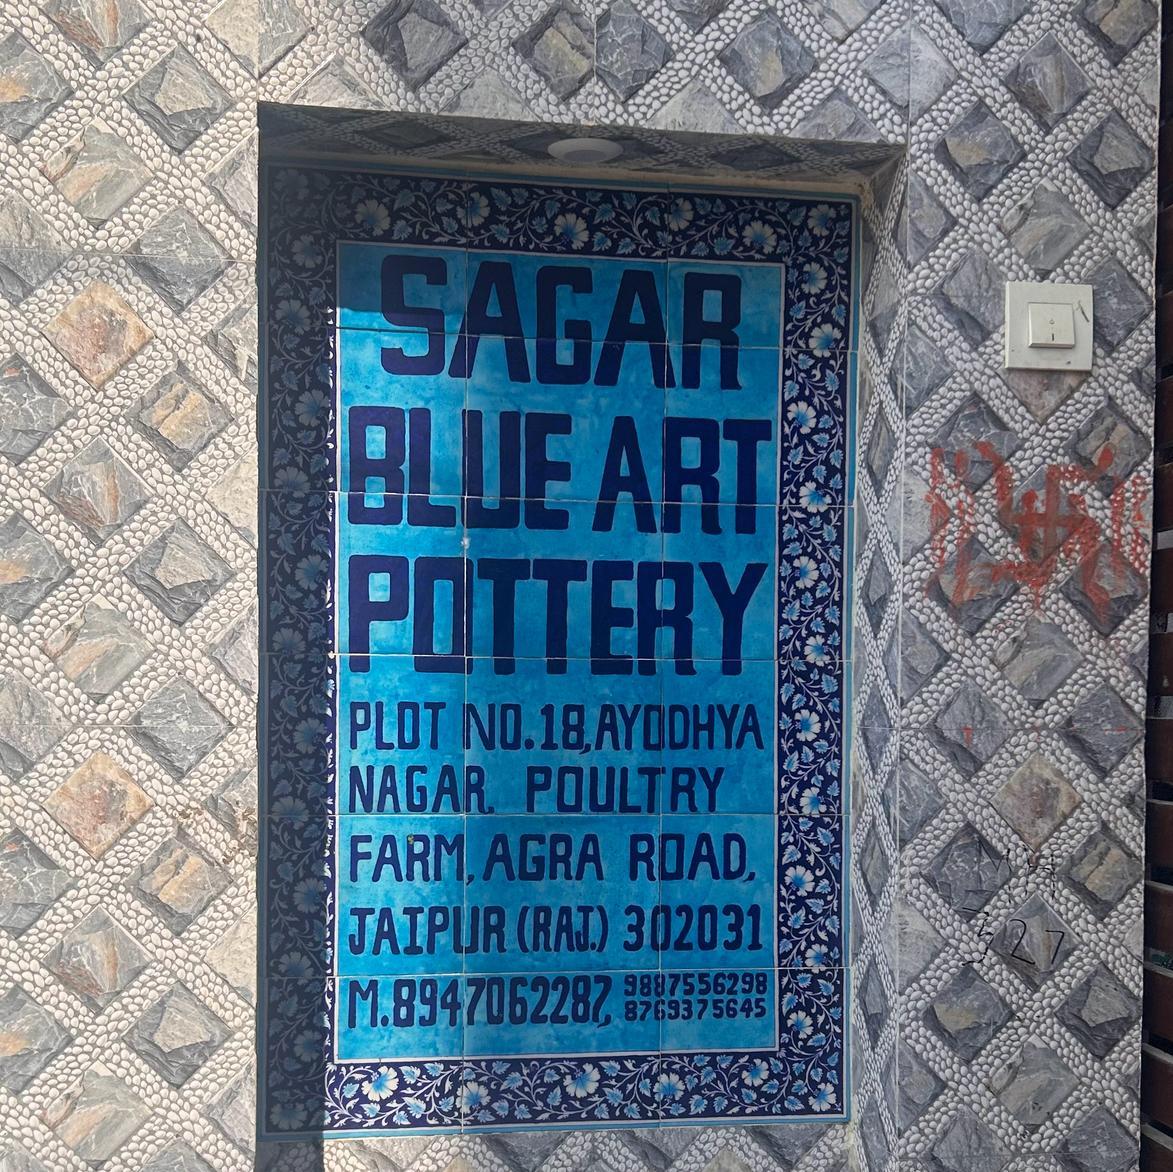 SAGAR
BLUE ART
POTTERY
PLOT NO.18,AYODHYA
NAGAR. POULTRY
FARM, AGRA ROAD,
JAIPUR (RAJ.) 302031
M.8947062287, 9887556298
8769375645
327